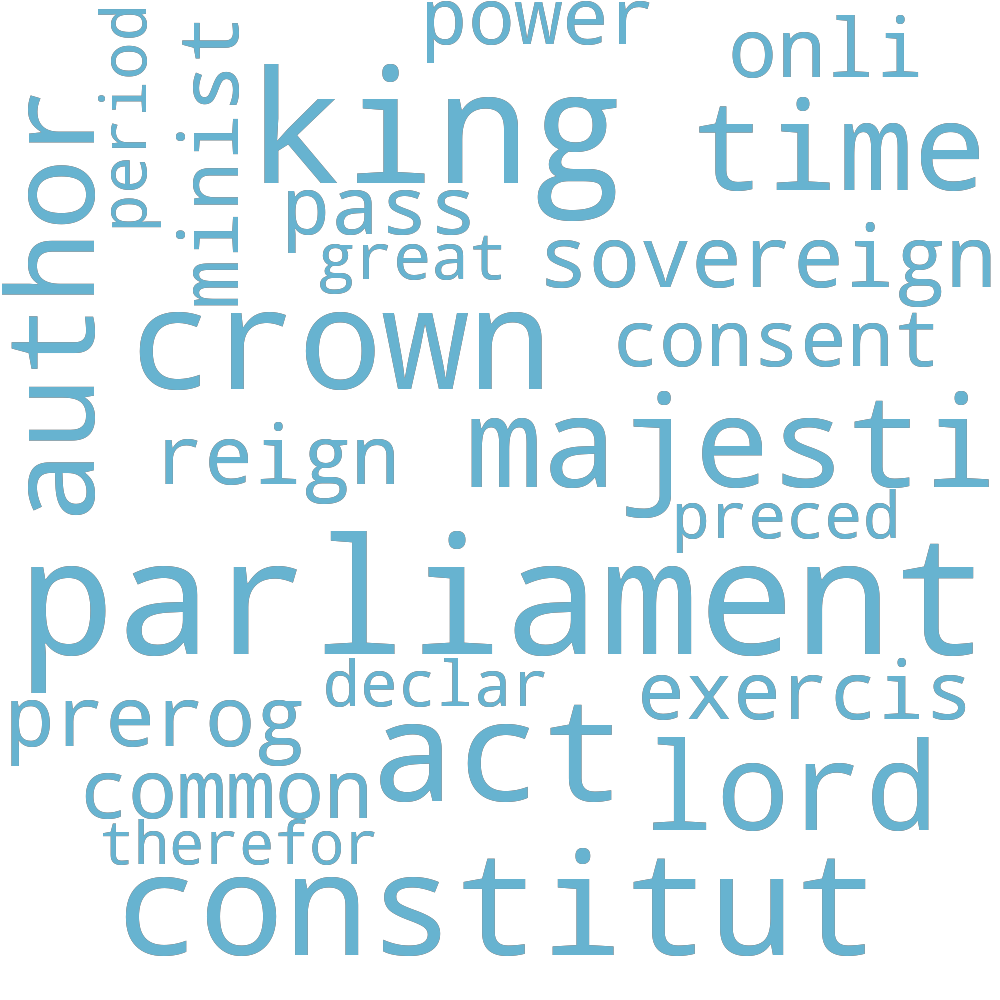 power
onli
period
minist
king
time
author
pass
great
sovereign
crown
consent
majesti
reign
preced
parliament
declar
exercis
prerog
act
lord
common
therefor
constitut